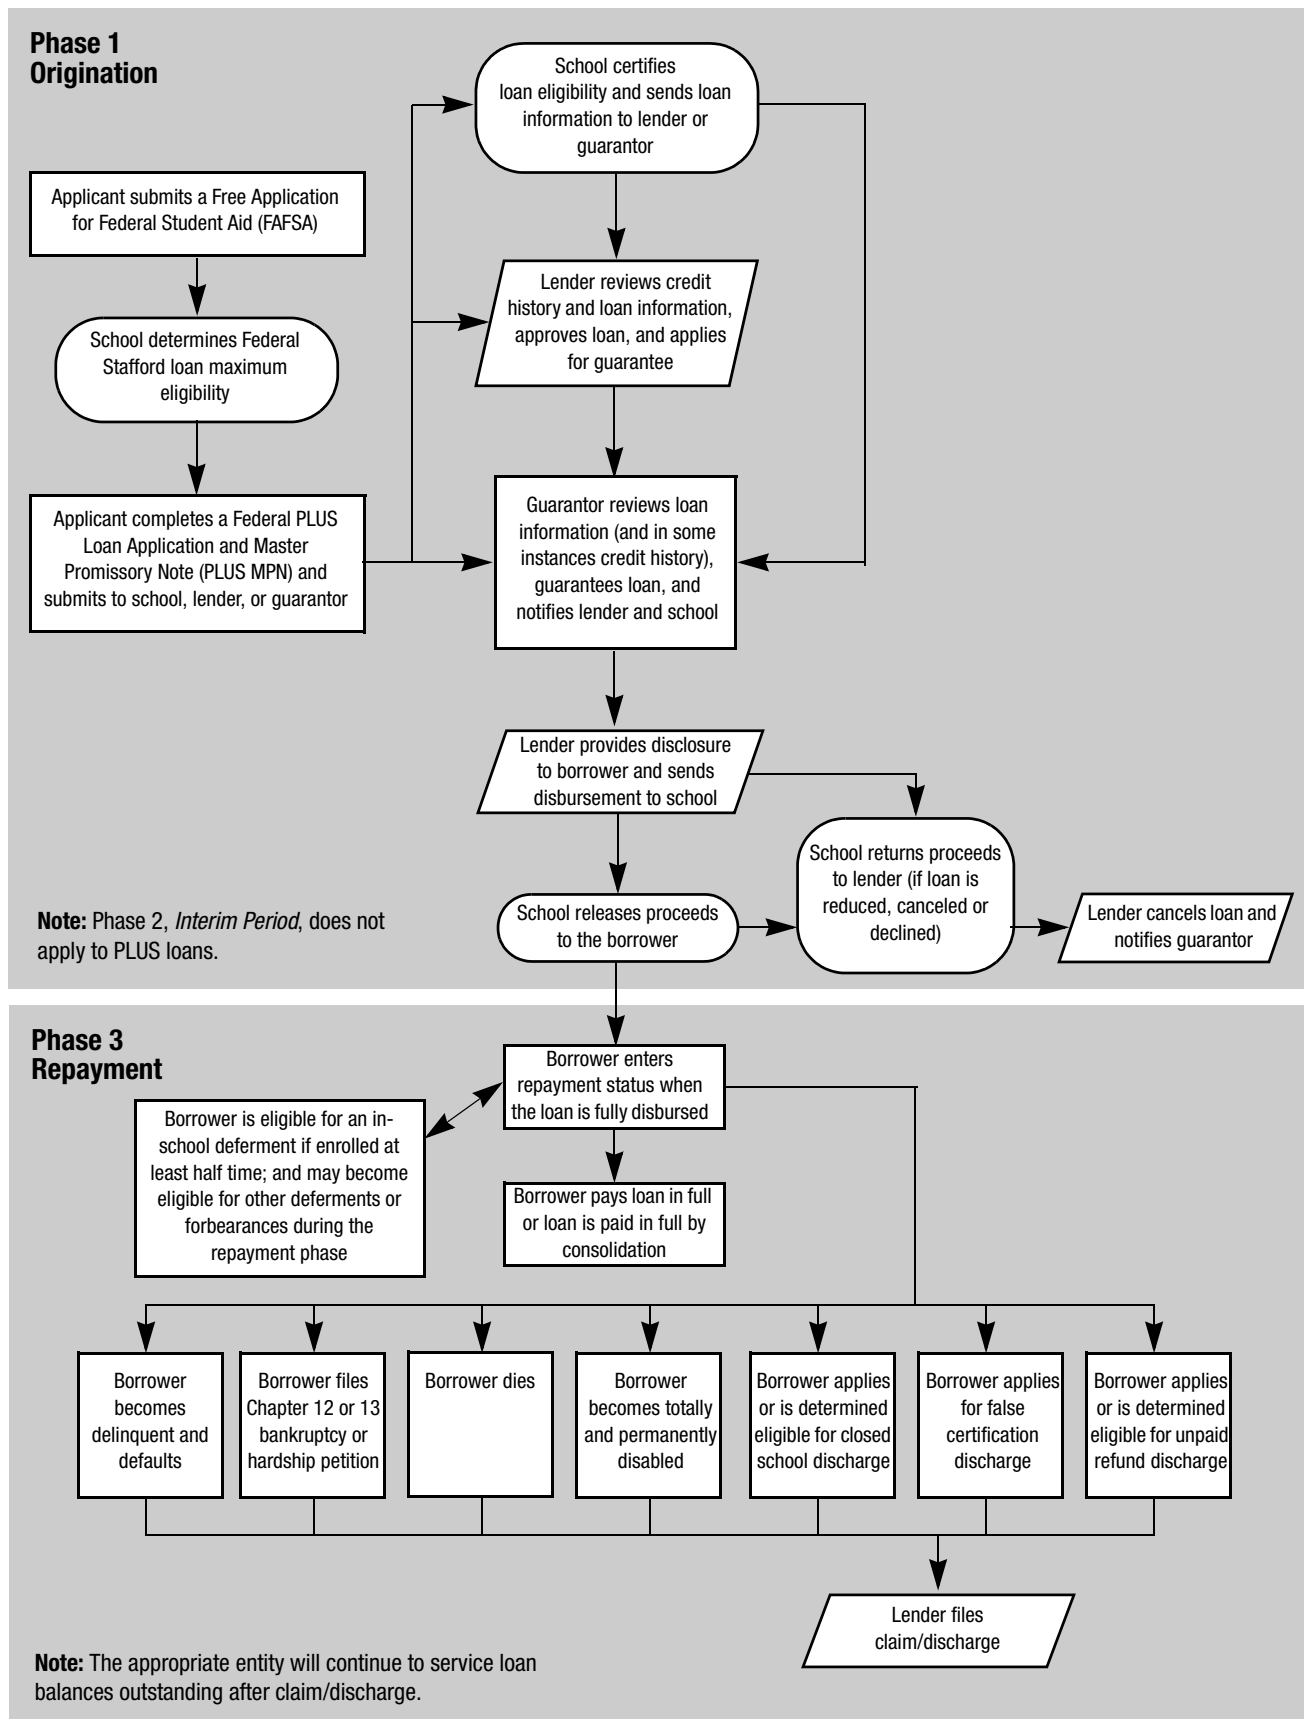 Phase 1
Origination
School certifies
loan eligibility and sends loan
information to lender or
guarantor
Applicant submits a Free Application
for Federal Student Aid (FAFSA)
Lender reviews credit
history and loan information,
approves loan, and applies
for guarantee
School determines Federal
Stafford loan maximum
eligibility
Applicant completes a Federal PLUS
Loan Application and Master
Promissory Note (PLUS MPN) and
submits to school, lender, or guarantor
Guarantor reviews loan
information (and in some
instances credit history),
guarantees loan, and
notifies lender and school
Lender provides disclosure
to borrower and sends
disbursement to school
School returns proceeds
to lender (if loan is
reduced, canceled or
declined)
School releases proceeds
to the borrower
Lender cancels loan and
notifies guarantor
Note: Phase 2, Interim Period, does not
apply to PLUS loans.
Phase 3
Repayment
Borrower enters
repayment status when
the loan is fully disbursed
Borrower is eligible for an in-
school deferment if enrolled at
least half time; and may become
eligible for other deferments or
forbearances during the
repayment phase
Borrower pays loan in full
or loan is paid in full by
consolidation
Borrower
becomes
delinquent and
defaults
Borrower files
Chapter 12 or 13
bankruptcy or
hardship petition
Borrower dies
Borrower
becomes totally
and permanently
disabled
Borrower applies
or is determined
eligible for closed
school discharge
Borrower applies
for false
certification
discharge
Borrower applies
or is determined
eligible for unpaid
refund discharge
Lender files
claim/discharge
Note: The appropriate entity will continue to service loan
balances outstanding after claim/discharge.